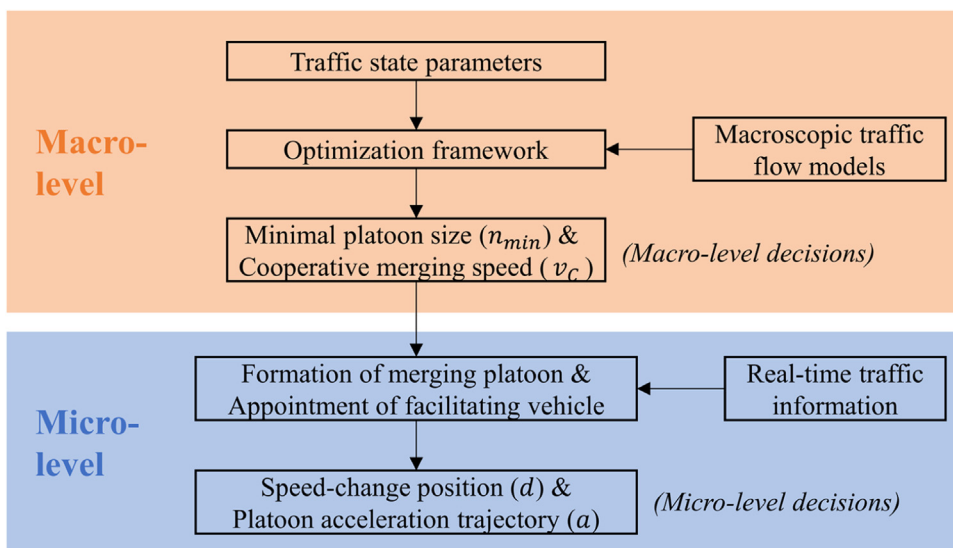 Traffic state parameters
Macro-
level
Optimization framework
Macroscopic traffic
flow models
Minimal platoon size (n_min) &
Cooperative merging speed (v_C)
(Macro-level decisions)
Micro-
level
Formation of merging platoon &
Appointment of facilitating vehicle
Real-time traffic
information
Speed-change position (d) &
Platoon acceleration trajectory (a)
(Micro-level decisions)